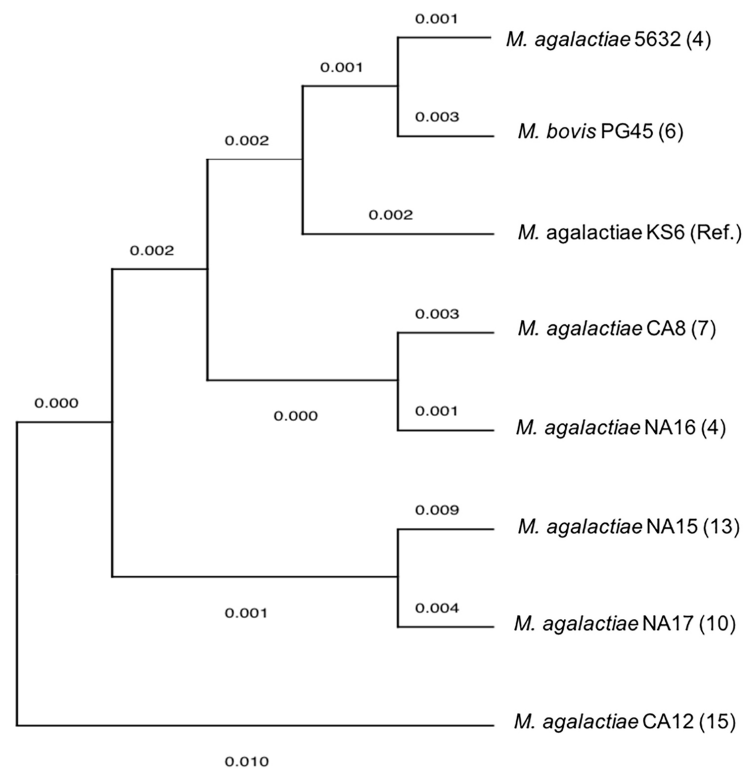 0.001
M. agalactiae 5632 (4)
0.001
0.003
M. bovis PG45 (6)
0.002
0.002
M. agalactiae KS6 (Ref.)
0.002
0.003
M. agalactiae CA8 (7)
0.000
0.000
0.001
M. agalactiae NA16 (4)
0.009
M. agalactiae NA15 (13)
0.001
0.004
M. agalactiae NA17 (10)
M. agalactiae CA12 (15)
0.010